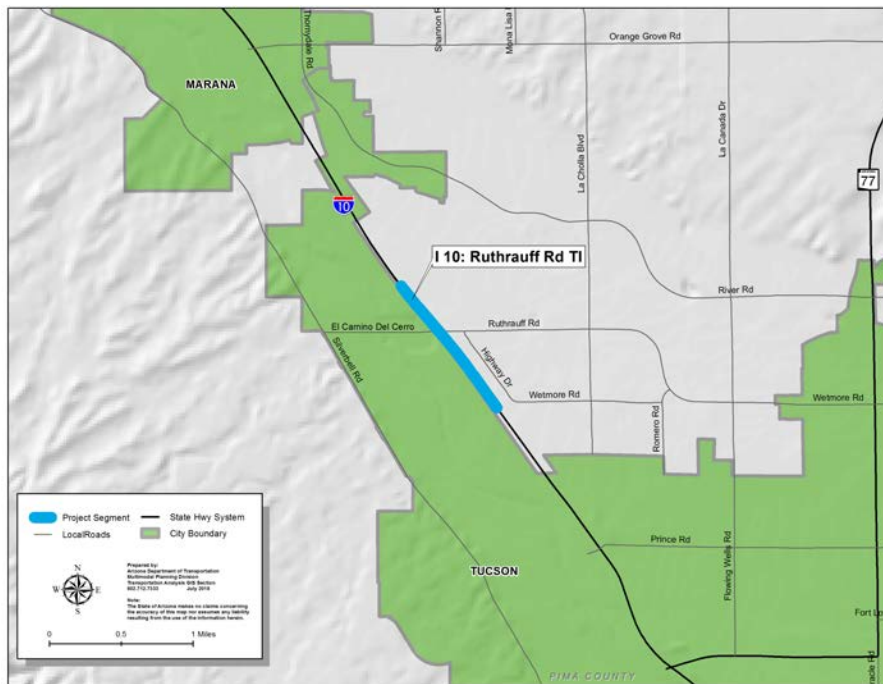 Thornydale Rd
Shannon R
Mona Lisa
Orange Grove Rd
MARANA
La Cholla Blvd
La Canada Dr
77
10
I 10: Ruthrauff Rd TI
River Rd
El Camino Del Cerro
Ruthrauff Rd
Silverbell Rd
Highway Dr
Wetmore Rd
Wetmore Rd
Romero Rd
Prince Rd
TUCSON
Flowing Wells Rd
Fort Lo
racle Rd
PIMA COUNTY
Project Segment
State Hwy System
LocalRoads
City Boundary
N
W
E
S
Prepared by:
Arizona Department of Transportation
Multimodal Planning Division
Transportation Analysis GIS Section
July 2016
Note:
The State of Arizona makes no claims concerning
the accuracy of this map nor assumes any liability
resulting from the use of the information herein.
0
0.5
1 Miles